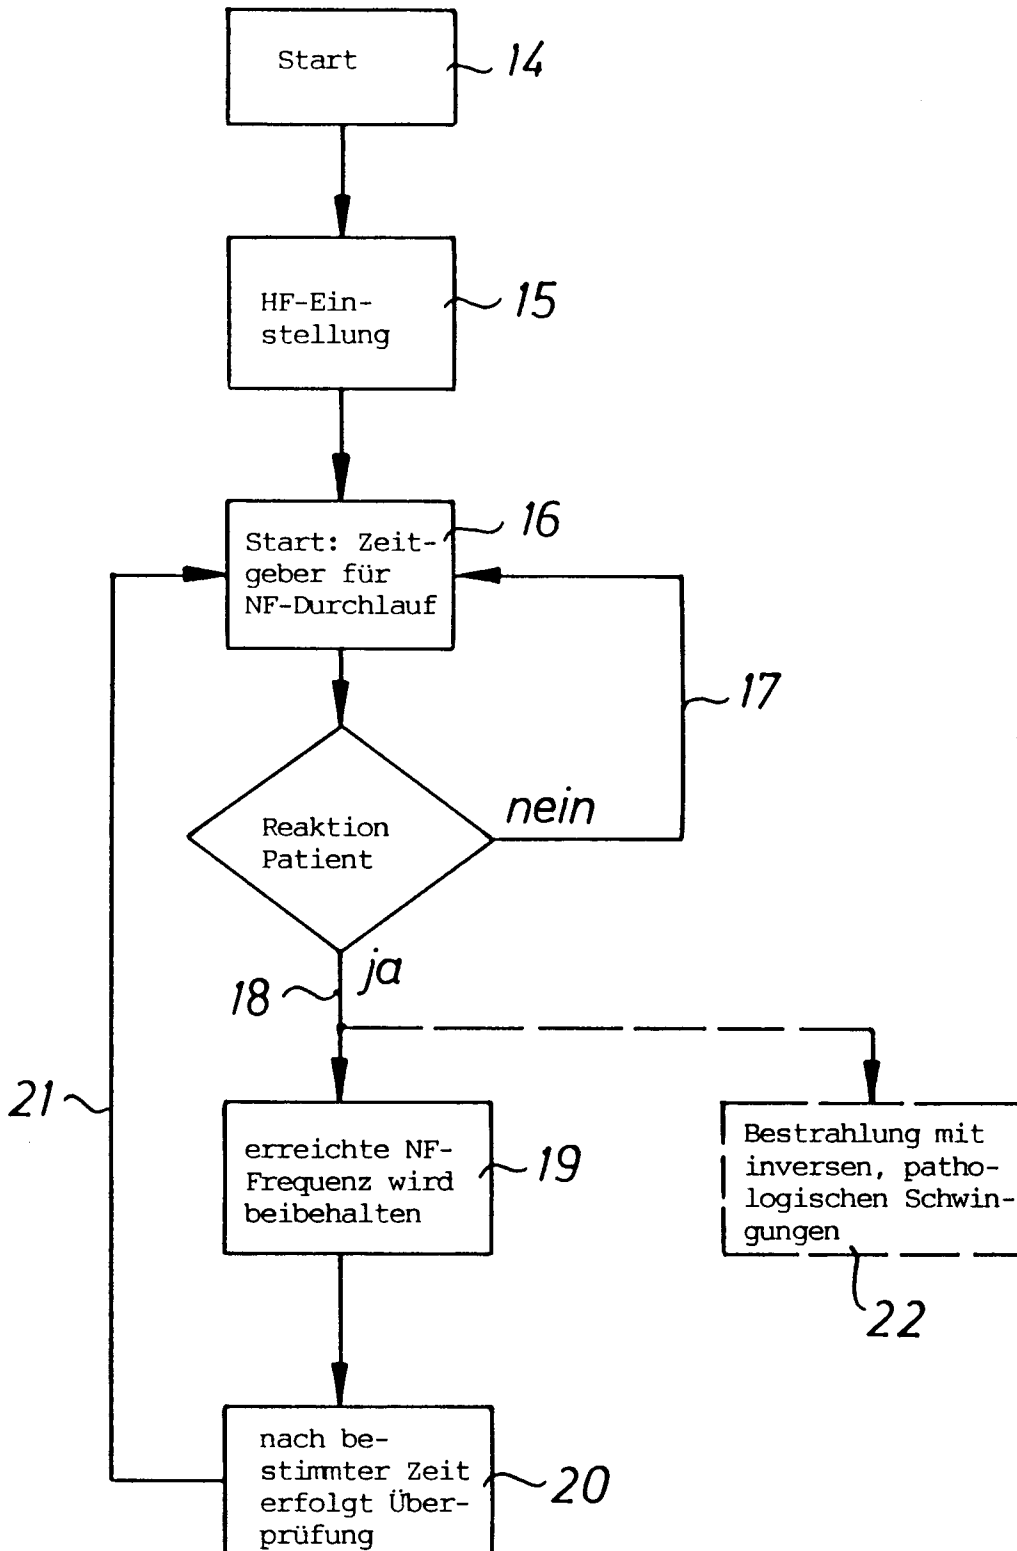 Start
14
HF-Ein-
stellung
15
Start: Zeit-
geber für
NF-Durchlauf
16
17
Reaktion
Patient
nein
ja
18
21
erreichte NF-
Frequenz wird
beibehalten
19
Bestrahlung mit
inversen, patho-
logischen Schwin-
gungen
22
nach be-
stimmter Zeit
erfolgt Über-
prüfung
20